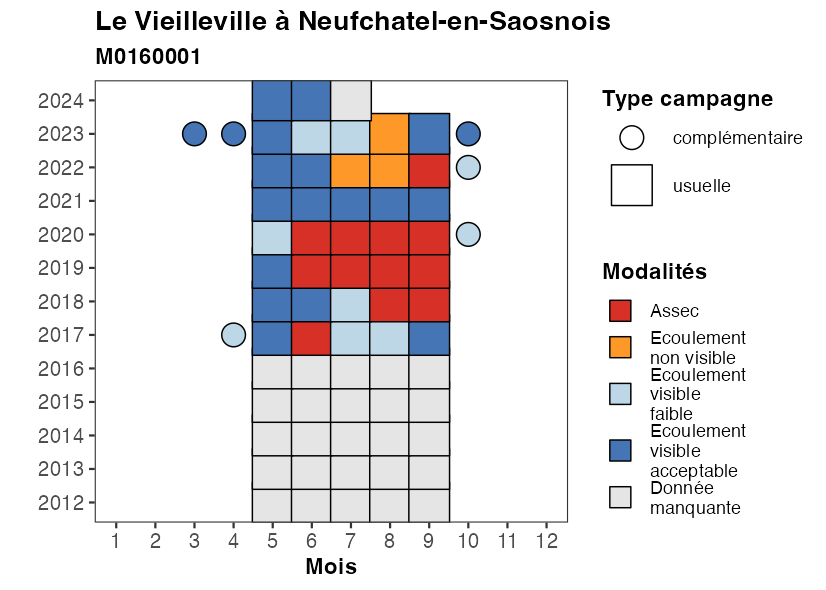 Le Vieilleville à Neufchatel-en-Saosnois
M0160001
2024
2023
2022
2021
2020
2019
2018
2017
2016
2015
2014
2013
2012
1 2 3 4 5 6 7 8 9 10 11 12
Mois
Type campagne
complémentaire
usuelle
Modalités
Assec
Ecoulement
non visible
Ecoulement
visible
faible
Ecoulement
visible
acceptable
Donnée
manquante